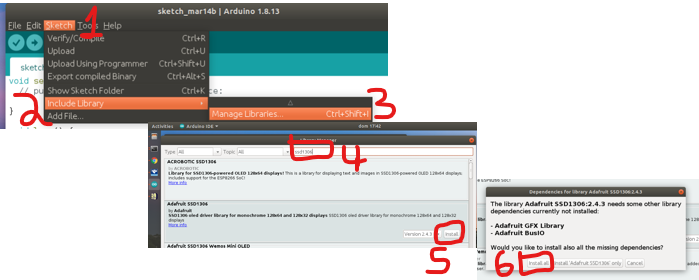 sketch_mar14b | Arduino 1.8.13
1
File Edit Sketch Tools Help
Verify/Compile Ctrl+R
Upload Ctrl+U
Upload Using Programmer Ctrl+Shift+U
Export compiled Binary Ctrl+Alt+S
Show Sketch Folder Ctrl+K
Include Library
Add File...
sketch
void se
// pu
te:
}
2
Manage Libraries... Ctrl+Shift+I
3
Activities Arduino IDE dom 17:42
Library Manager
Type All Topic All ssd1306
4
ACROBOTIC SSD1306
by ACROBOTIC
Library for SSD1306-powered OLED 128x64 displays! This is a library for displaying text and images in SSD1306-powered OLED 128x64 displays,
includes support for the ESP8266 SoC!
More info
Adafruit SSD1306
by Adafruit
SSD1306 oled driver library for monochrome 128x64 and 128x32 displays SSD1306 oled driver library for monochrome 128x64 and 128x32
displays
More info
Version 2.4.3 Install
5
Adafruit SSD1306 Wemos Mini OLED
Dependencies for library Adafruit SSD1306:2.4.3
The library Adafruit SSD1306:2.4.3 needs some other library
dependencies currently not installed:
- Adafruit GFX Library
- Adafruit BusIO
Would you like to install also all the missing dependencies?
6
Install all Install 'Adafruit SSD1306' only Cancel